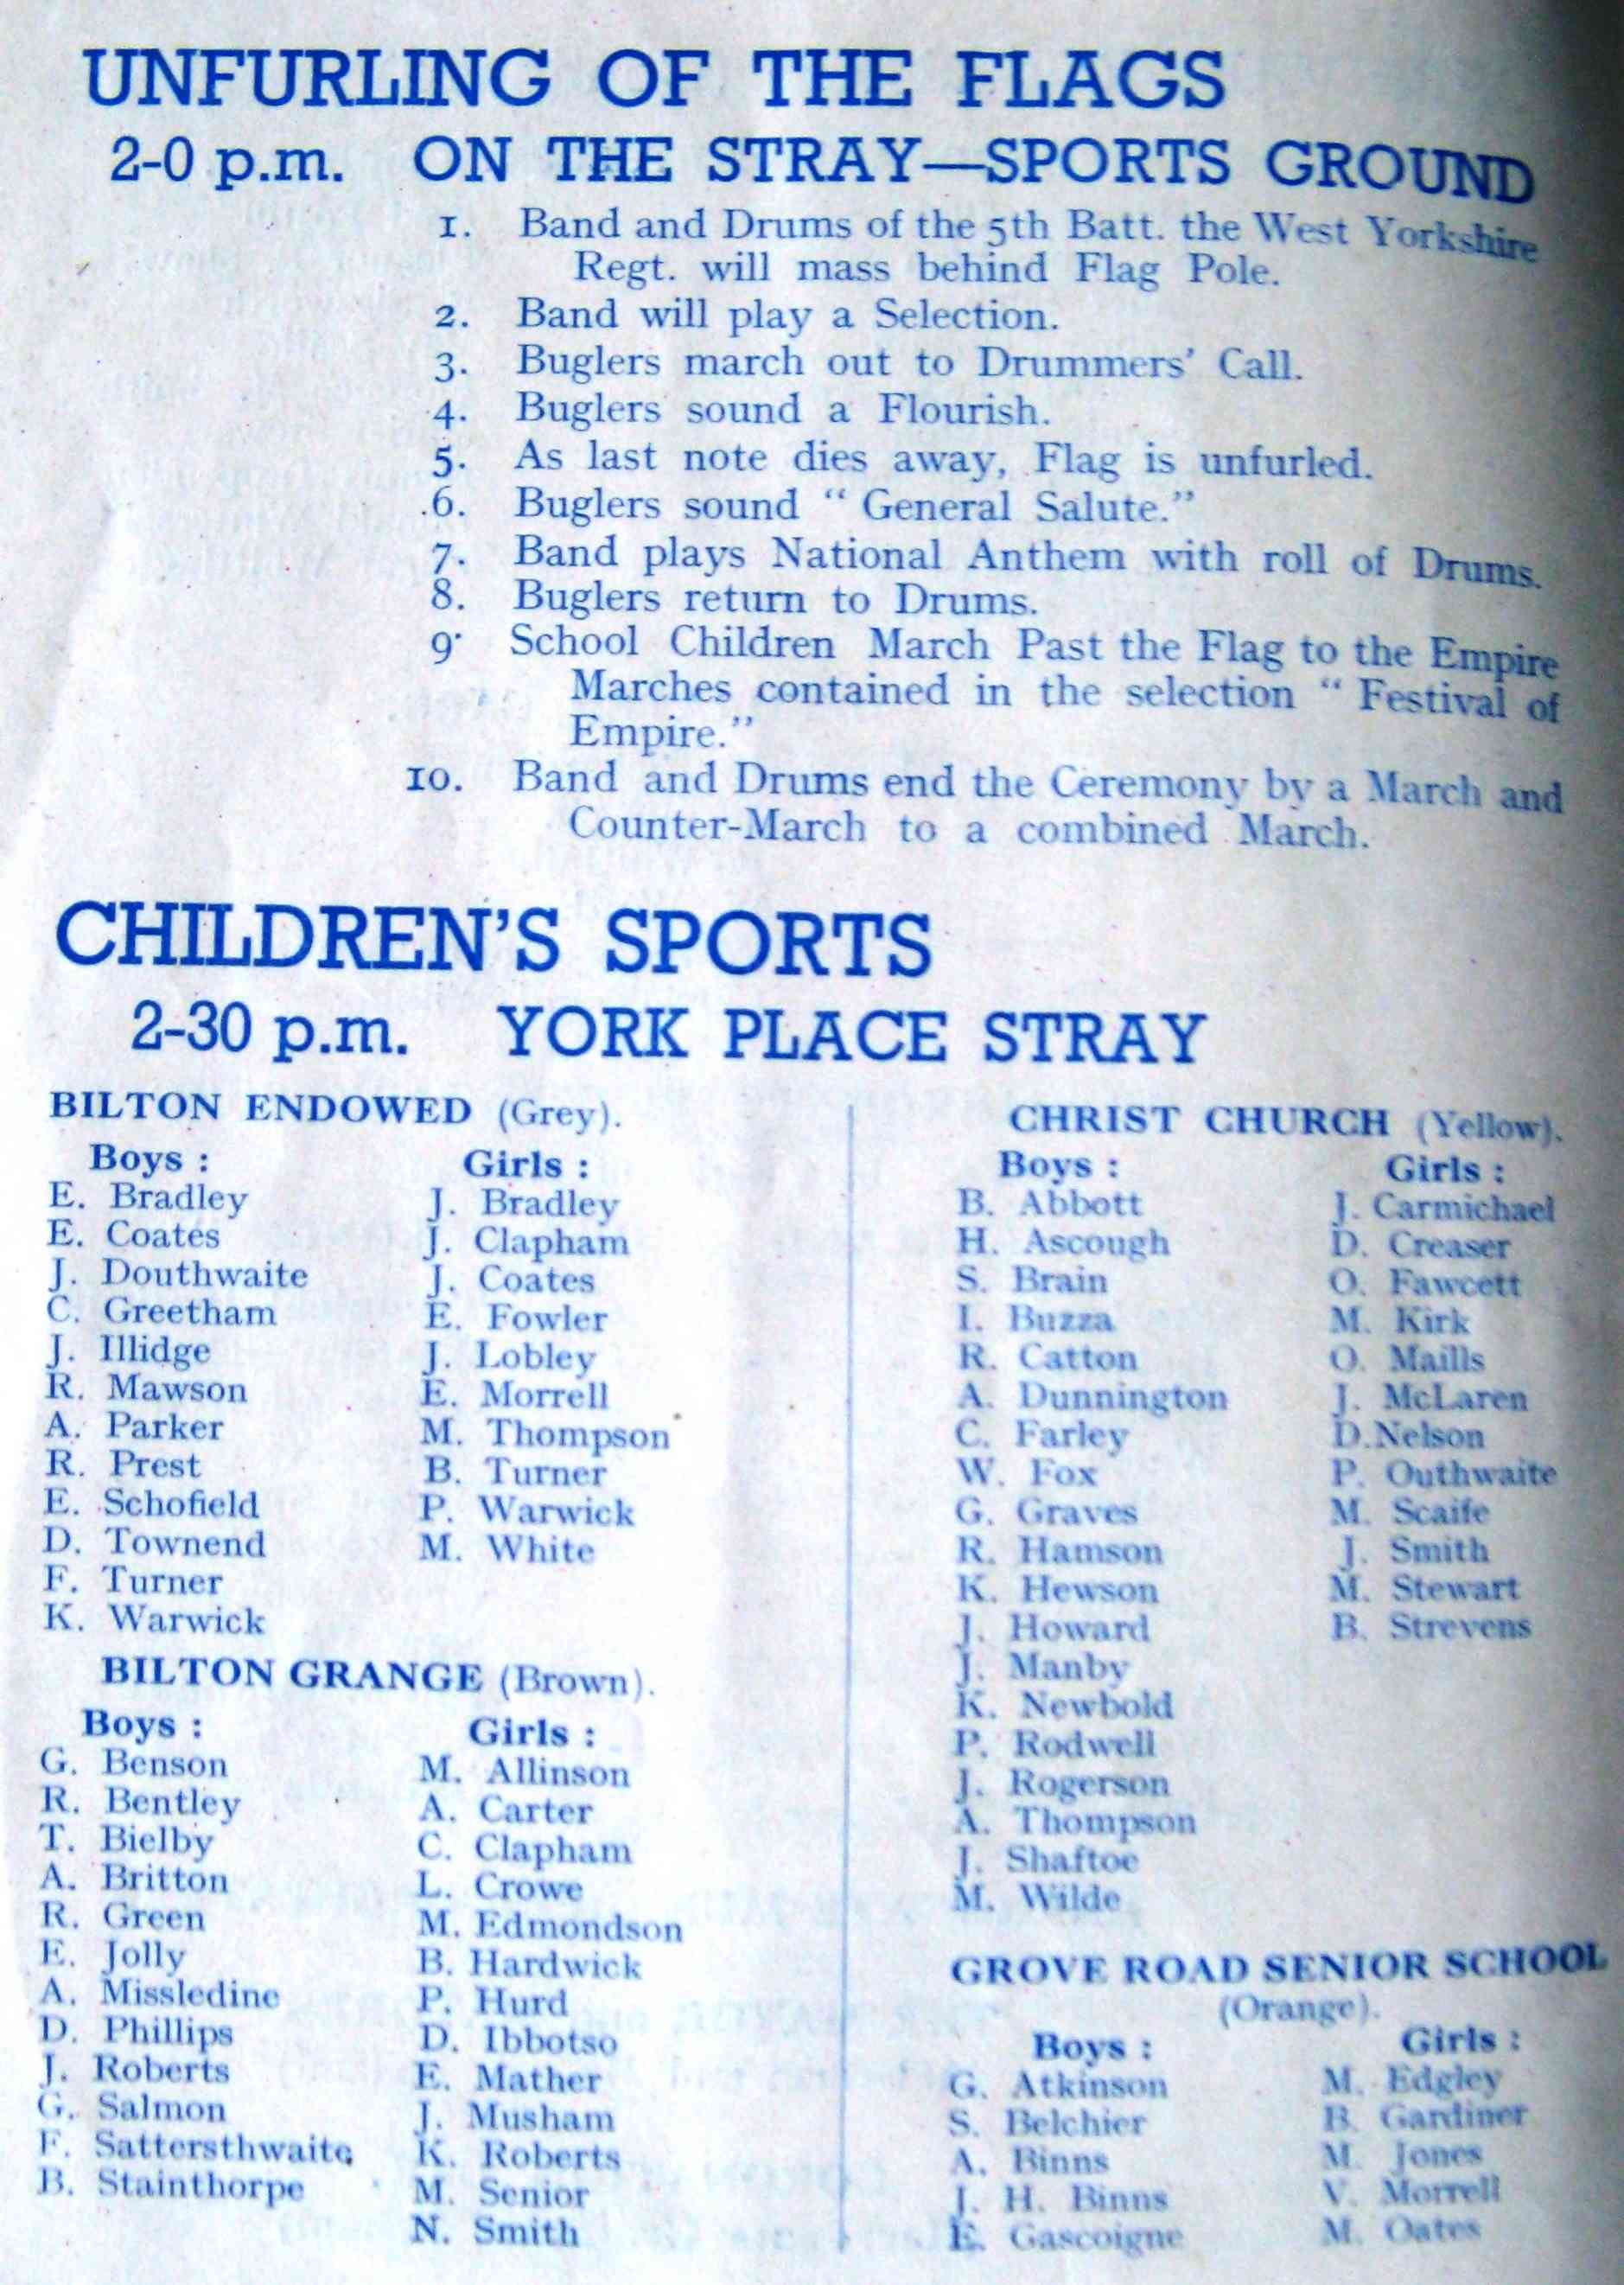 UNFURLING OF THE FLAGS
2-0 p.m. ON THE STRAY—SPORTS GROUND
1. Band and Drums of the 5th Batt. the West Yorkshire
Regt. will mass behind Flag Pole.
2. Band will play a Selection.
3. Buglers march out to Drummers' Call.
4. Buglers sound a Flourish.
5. As last note dies away, Flag is unfurled.
6. Buglers sound " General Salute."
7. Band plays National Anthem with roll of Drums.
8. Buglers return to Drums.
9. School Children March Past the Flag to the Empire
Marches contained in the selection " Festival of
Empire."
10. Band and Drums end the Ceremony by a March and
Counter-March to a combined March.
CHILDREN'S SPORTS
2-30 p.m. YORK PLACE STRAY
BILTON ENDOWED (Grey).
Boys :
E. Bradley
E. Coates
J. Douthwaite
C. Greetham
J. Illidge
R. Mawson
A. Parker
R. Prest
E. Schofield
D. Townend
F. Turner
K. Warwick
Girls :
J. Bradley
J. Clapham
J. Coates
E. Fowler
J. Lobley
E. Morrell
M. Thompson
B. Turner
P. Warwick
M. White
BILTON GRANGE (Brown).
Boys :
G. Benson
R. Bentley
T. Bielby
A. Britton
R. Green
E. Jolly
A. Missledine
D. Phillips
J. Roberts
G. Salmon
F. Sattersthwaite
B. Stainthorpe
Girls :
M. Allinson
A. Carter
C. Clapham
L. Crowe
M. Edmondson
B. Hardwick
P. Hurd
D. Ibbotso
E. Mather
J. Musham
K. Roberts
M. Senior
N. Smith
CHRIST CHURCH (Yellow).
Boys :
B. Abbott
H. Ascough
S. Brain
I. Buzza
R. Catton
A. Dunnington
C. Farley
W. Fox
G. Graves
R. Hamson
K. Hewson
J. Howard
J. Manby
K. Newbold
P. Rodwell
J. Rogerson
A. Thompson
J. Shaftoe
M. Wilde
Girls :
J. Carmichael
D. Creaser
O. Fawcett
M. Kirk
O. Maills
J. McLaren
D. Nelson
P. Outhwaite
M. Scaife
J. Smith
M. Stewart
B. Strevens
GROVE ROAD SENIOR SCHOOL
(Orange).
Boys :
G. Atkinson
S. Belchier
A. Binns
J. H. Binns
E. Gascoigne
Girls :
M. Edgley
B. Gardiner
M. Jones
V. Morrell
M. Oates